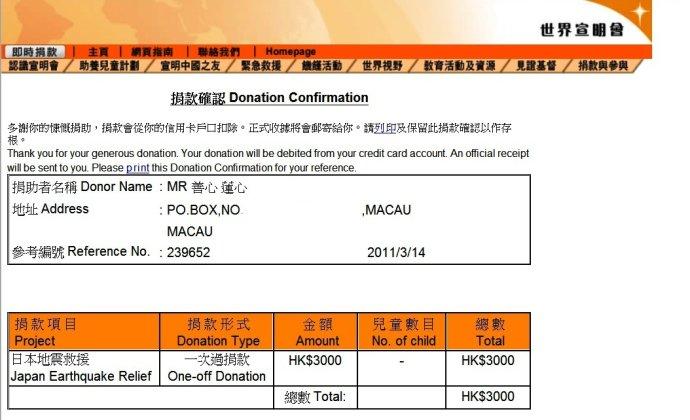 世界宣明會
即時捐款 | 主頁 | 網頁指南 | 聯絡我們 | Homepage
認識宣明會 / 助養兒童計劃 / 宣明中國之友 / 緊急救援 / 饑饉活動 / 世界視野 / 教育活動及資源 / 見證基督 / 捐款與參與
捐款確認 Donation Confirmation
多謝你的慷慨捐助，捐款會從你的信用卡戶口扣除。正式收據將會郵寄給你。請列印及保留此捐款確認以作存
根。
Thank you for your generous donation. Your donation will be debited from your credit card account. An official receipt
will be sent to you. Please print this Donation Confirmation for your reference.
捐助者名稱 Donor Name : MR 善心 蓮心
地址 Address : PO.BOX,NO ,MACAU
MACAU
參考編號 Reference No. : 239652 2011/3/14
捐款項目 捐款形式 金額 兒童數目 總數
Project Donation Type Amount No. of child Total
日本地震救援 一次過捐款 HK$3000 - HK$3000
Japan Earthquake Relief One-off Donation
總數 Total: HK$3000